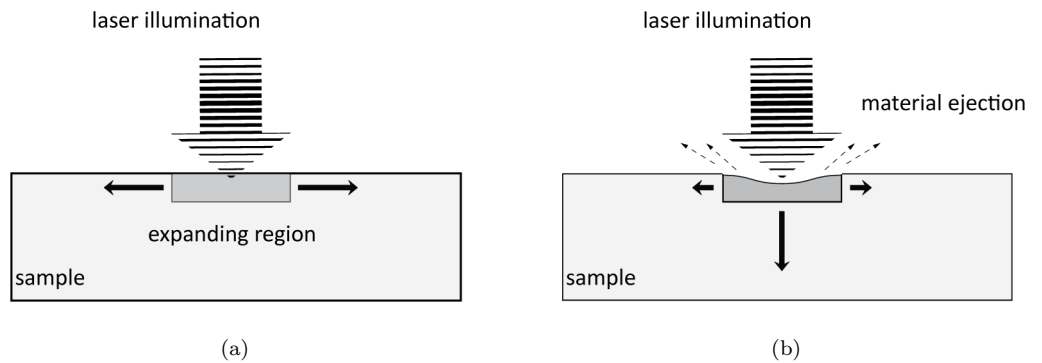 laser illumination
expanding region
sample
(a)
laser illumination
material ejection
sample
(b)